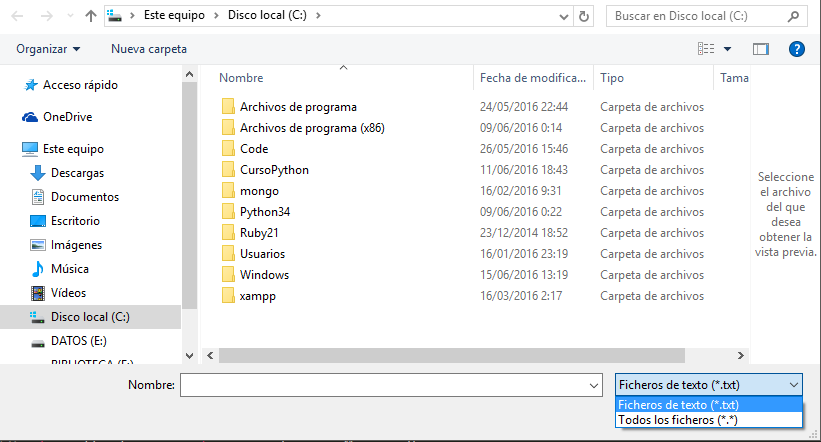 Este equipo > Disco local (C:) >
Buscar en Disco local (C:)
Organizar
Nueva carpeta
Acceso rápido
OneDrive
Este equipo
Descargas
Documentos
Escritorio
Imágenes
Música
Vídeos
Disco local (C:)
DATOS (E:)
BIBLIOTECA (F:)
Nombre Fecha de modifica... Tipo Tama
Archivos de programa 24/05/2016 22:44 Carpeta de archivos
Archivos de programa (x86) 09/06/2016 0:14 Carpeta de archivos
Code 26/05/2016 15:46 Carpeta de archivos
CursoPython 11/06/2016 18:43 Carpeta de archivos
mongo 16/02/2016 9:31 Carpeta de archivos
Python34 09/06/2016 0:22 Carpeta de archivos
Ruby21 23/12/2014 18:52 Carpeta de archivos
Usuarios 16/01/2016 23:19 Carpeta de archivos
Windows 15/06/2016 13:19 Carpeta de archivos
xampp 16/03/2016 2:17 Carpeta de archivos
Seleccione
el archivo
del que
desea
obtener la
vista previa.
Nombre:
Ficheros de texto (*.txt)
Ficheros de texto (*.txt)
Todos los ficheros (*.*)